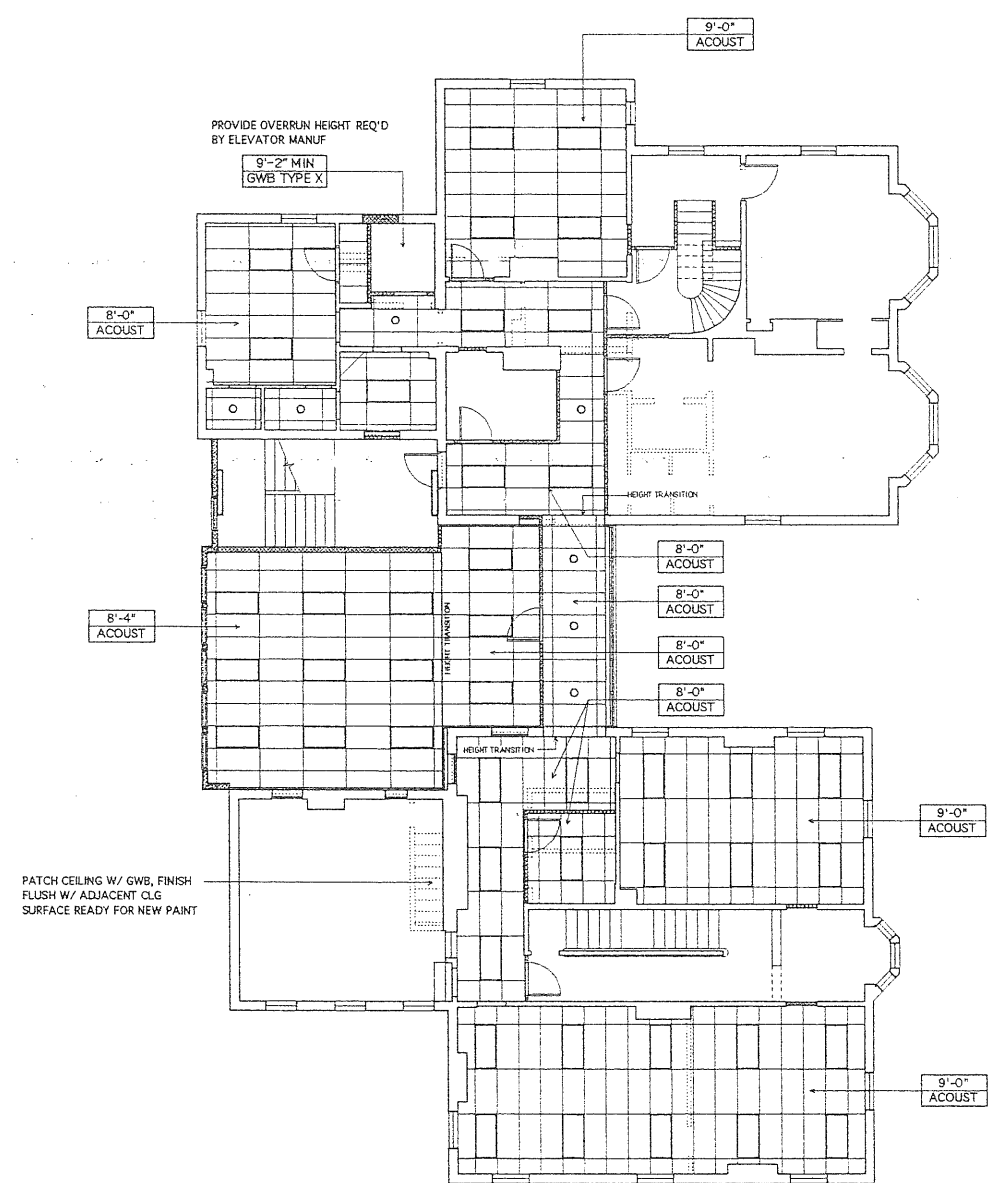 9'-0"
ACOUST
PROVIDE OVERRUN HEIGHT REQ'D
BY ELEVATOR MANUF
9'-2" MIN
GWB TYPE X
8'-0"
ACOUST
HEIGHT TRANSITION
8'-0"
ACOUST
8'-0"
ACOUST
8'-4"
ACOUST
HEIGHT TRANSITION
8'-0"
ACOUST
8'-0"
ACOUST
HEIGHT TRANSITION
9'-0"
ACOUST
PATCH CEILING W/ GWB, FINISH
FLUSH W/ ADJACENT CLG
SURFACE READY FOR NEW PAINT
9'-0"
ACOUST